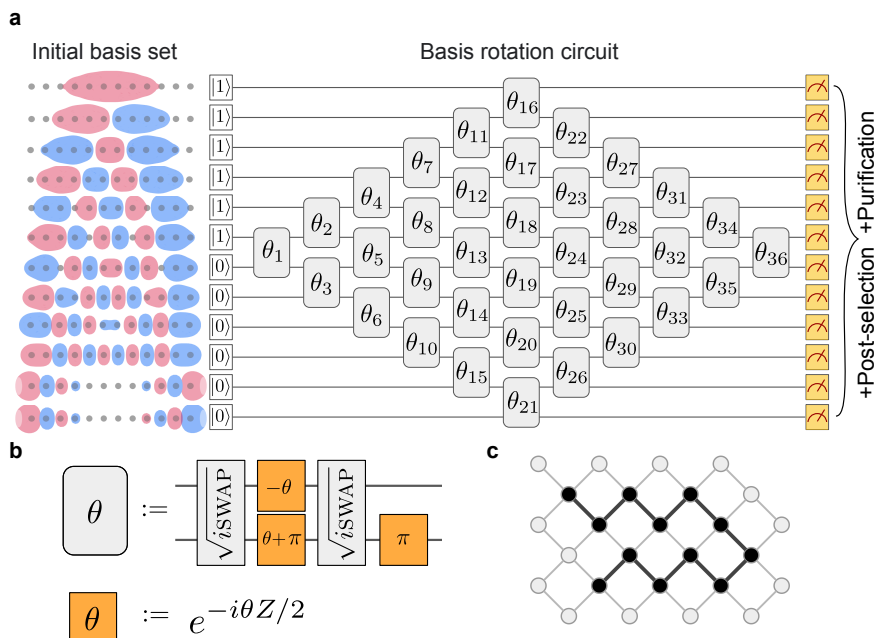 a
Initial basis set
Basis rotation circuit
|1⟩
|1⟩
|1⟩
|1⟩
|1⟩
|1⟩
|0⟩
|0⟩
|0⟩
|0⟩
|0⟩
|0⟩
θ1
θ2
θ3
θ4
θ5
θ6
θ7
θ8
θ9
θ10
θ11
θ12
θ13
θ14
θ15
θ16
θ17
θ18
θ19
θ20
θ21
θ22
θ23
θ24
θ25
θ26
θ27
θ28
θ29
θ30
θ31
θ32
θ33
θ34
θ35
θ36
+Post-selection +Purification
b
θ := √iSWAP −θ θ+π √iSWAP π
θ := e^{−iθZ/2}
c